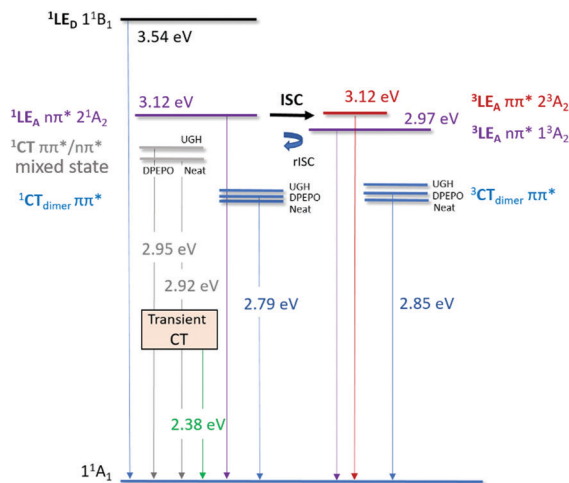 ¹LE_D 1¹B₁
3.54 eV
¹LE_A nπ* 2¹A₂
3.12 eV
ISC
3.12 eV
³LE_A ππ* 2³A₂
2.97 eV
³LE_A nπ* 1³A₂
rISC
¹CT ππ*/nπ*
mixed state
UGH
DPEPO Neat
¹CT_dimer ππ*
UGH
DPEPO
Neat
UGH
DPEPO
Neat
³CT_dimer ππ*
2.95 eV
2.92 eV
2.79 eV
2.85 eV
Transient
CT
2.38 eV
1¹A₁